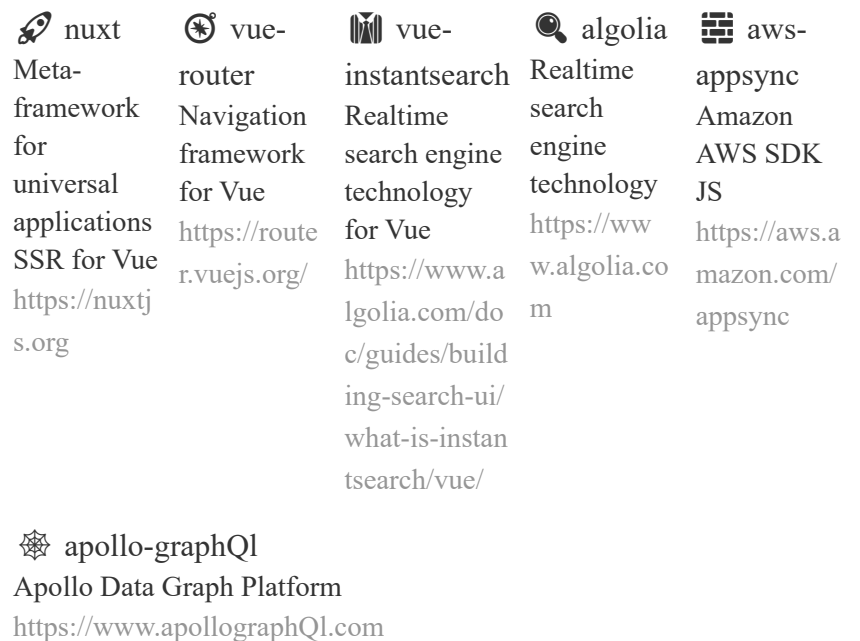 nuxt
Meta-
framework
for
universal
applications
SSR for Vue
https://nuxtj
s.org
vue-
router
Navigation
framework
for Vue
https://route
r.vuejs.org/
vue-
instantsearch
Realtime
search engine
technology
for Vue
https://www.a
lgolia.com/do
c/guides/build
ing-search-ui/
what-is-instan
tsearch/vue/
algolia
Realtime
search
engine
technology
https://ww
w.algolia.co
m
aws-
appsync
Amazon
AWS SDK
JS
https://aws.a
mazon.com/
appsync
apollo-graphQl
Apollo Data Graph Platform
https://www.apollographQl.com